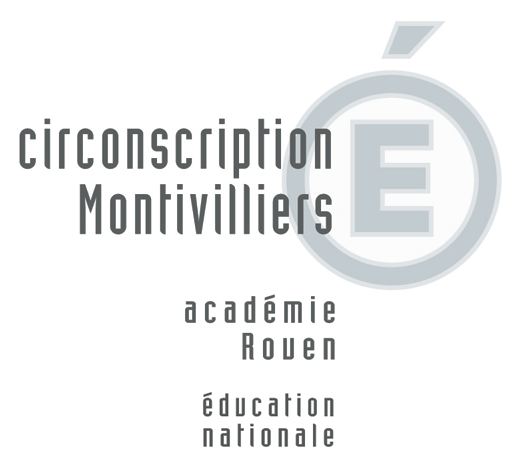 É
circonscription
Montivilliers
académie
Rouen
éducation
nationale